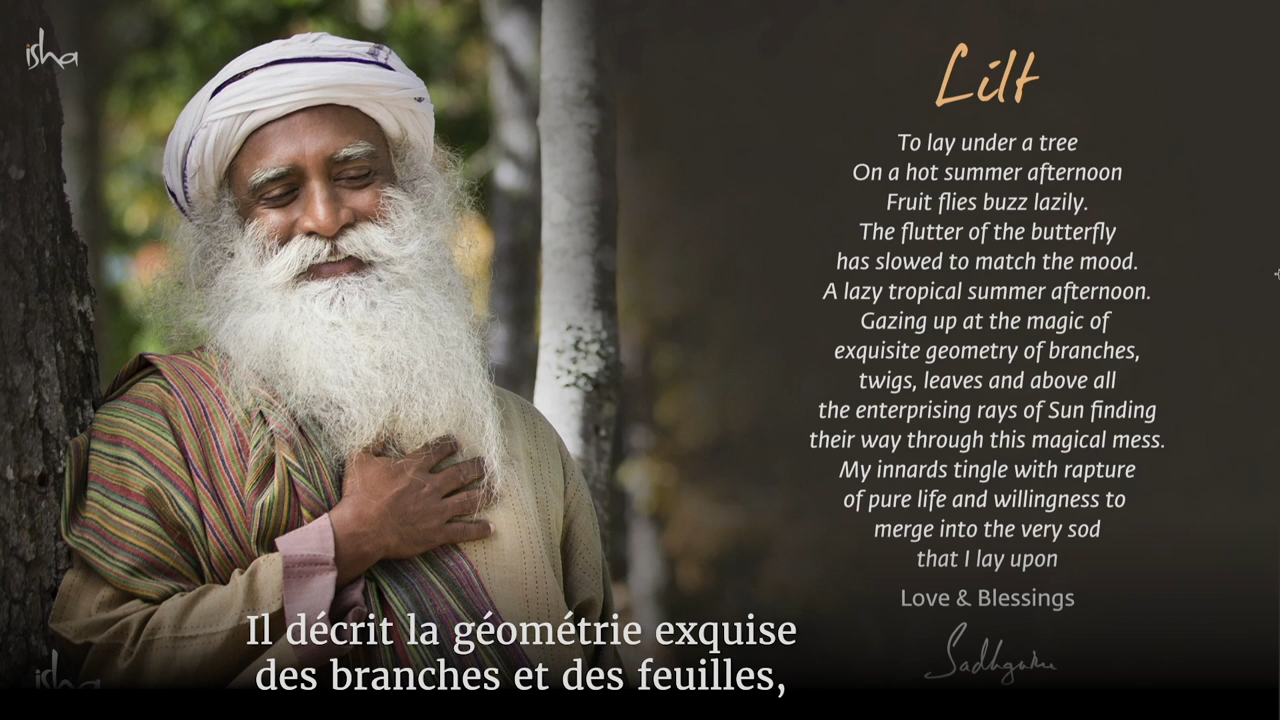 isha
Lilt
To lay under a tree
On a hot summer afternoon
Fruit flies buzz lazily.
The flutter of the butterfly
has slowed to match the mood.
A lazy tropical summer afternoon.
Gazing up at the magic of
exquisite geometry of branches,
twigs, leaves and above all
the enterprising rays of Sun finding
their way through this magical mess.
My innards tingle with rapture
of pure life and willingness to
merge into the very sod
that I lay upon
Love & Blessings
Sadhguru
Il décrit la géométrie exquise
des branches et des feuilles,
isha